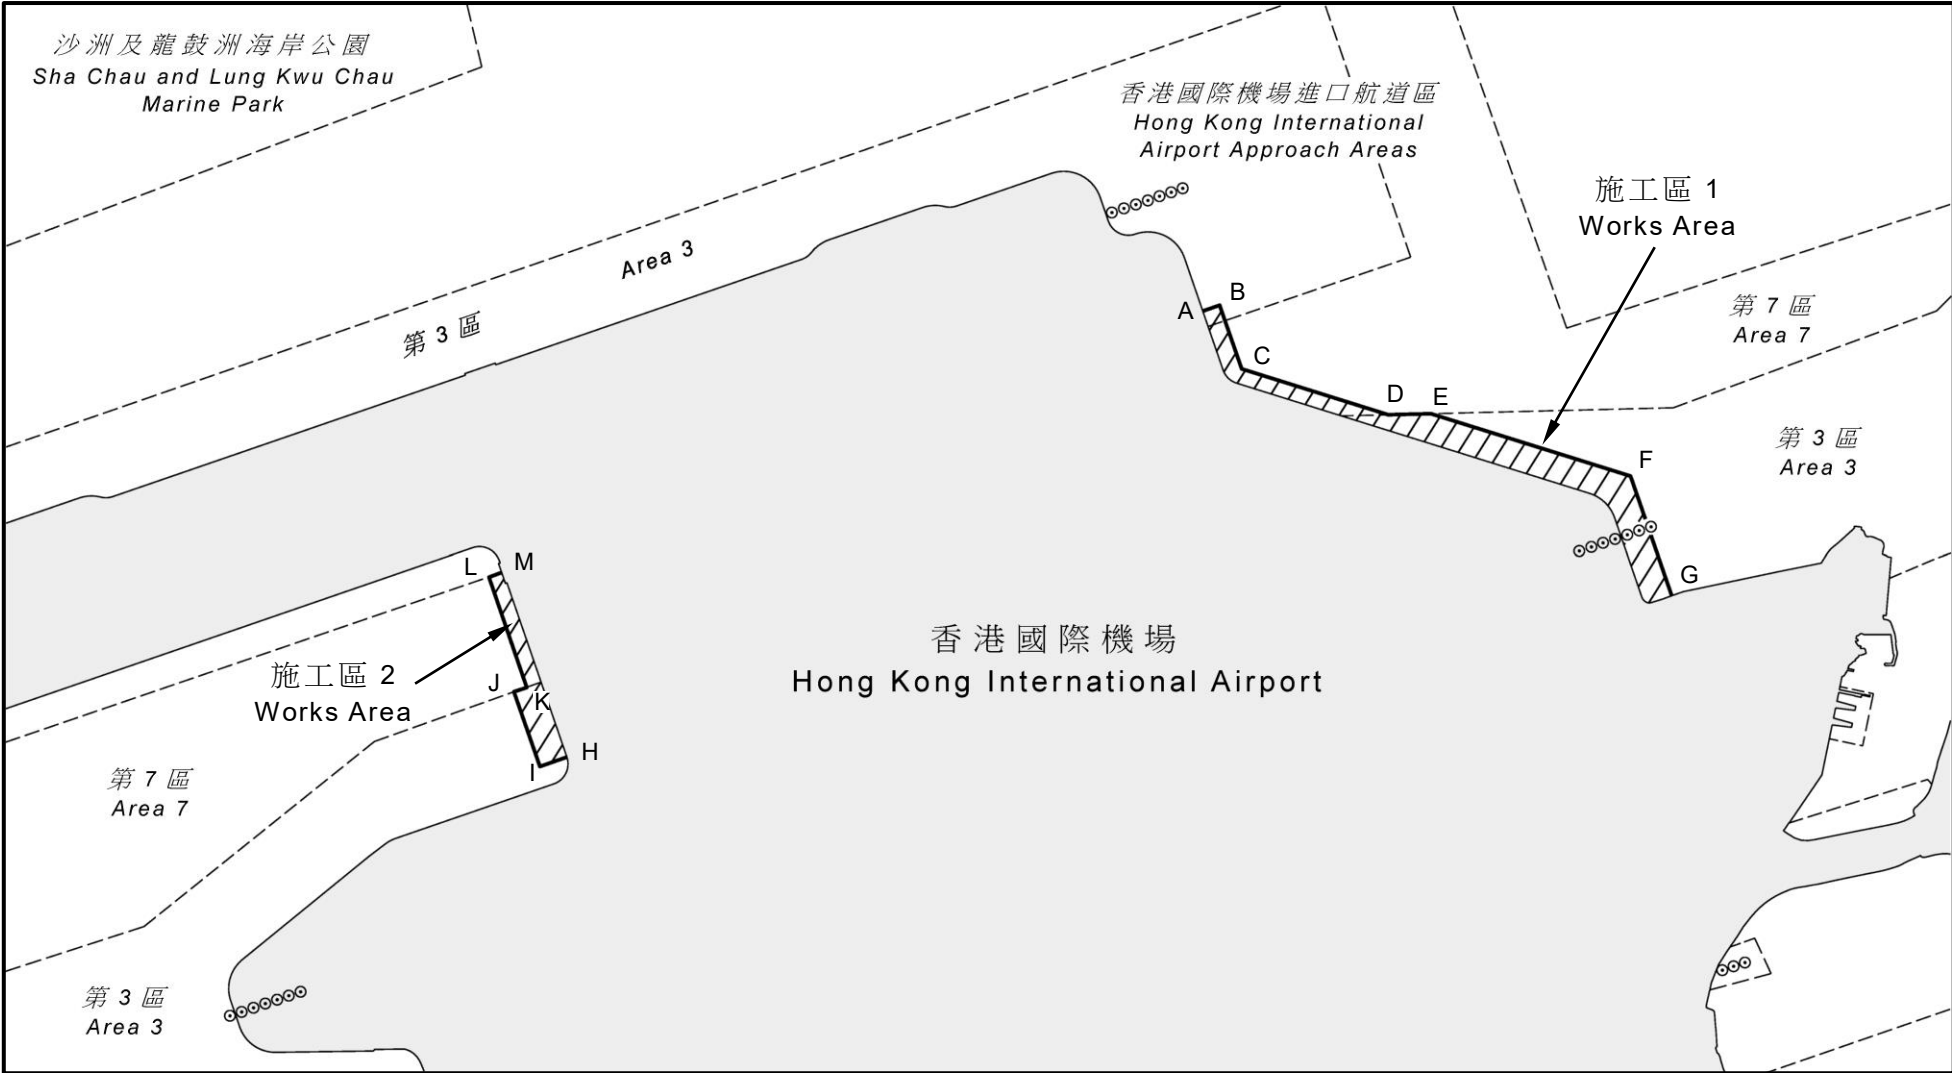 沙洲及龍鼓洲海岸公園
Sha Chau and Lung Kwu Chau
Marine Park
香港國際機場進口航道區
Hong Kong International
Airport Approach Areas
施工區 1
Works Area
Area 3
第 3 區
A
B
C
D
E
F
G
第 7 區
Area 7
第 3 區
Area 3
L
M
J
K
H
I
施工區 2
Works Area
香港國際機場
Hong Kong International Airport
第 7 區
Area 7
第 3 區
Area 3